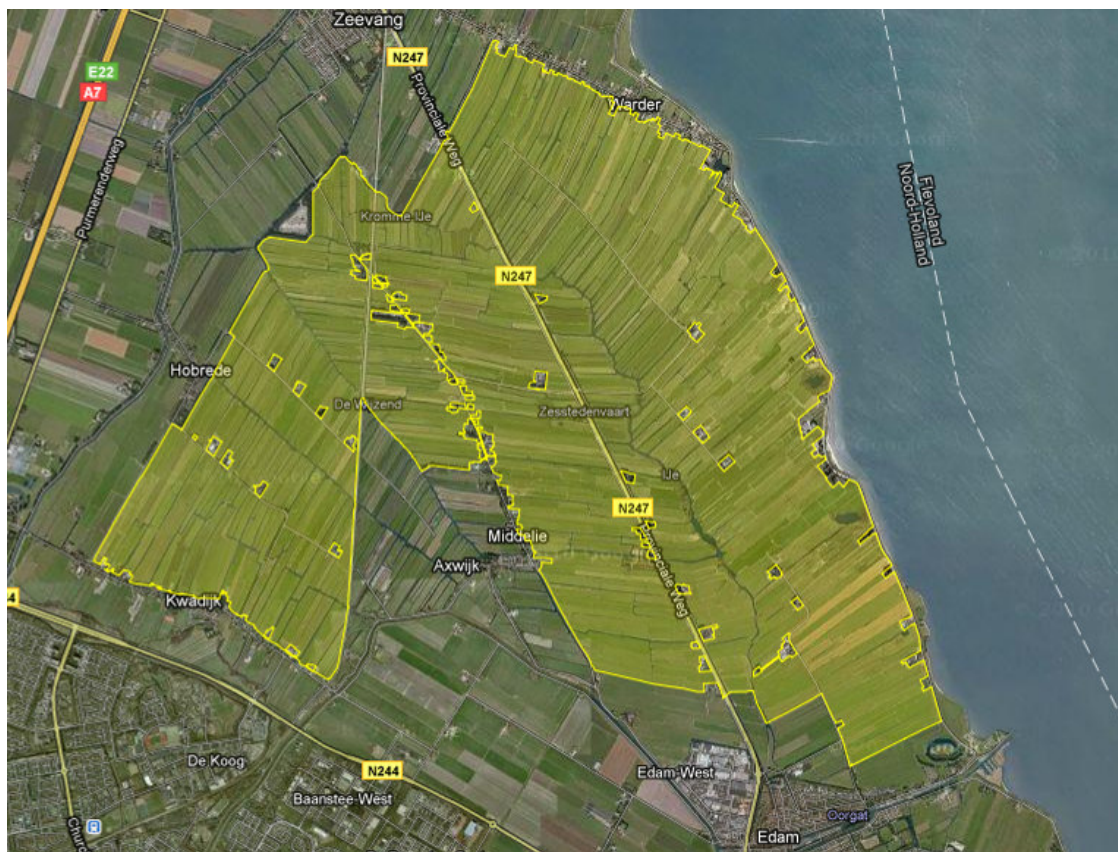 Zeevang
N247
E22
A7
Provinciale Weg
Warder
Purmerenderweg
Kromme IJe
Flevoland
Noord-Holland
N247
Hobrede
De Wijzend
Zesstedenvaart
IJe
N247
Middelie
Axwijk
Provinciale Weg
Kwadijk
De Koog
N244
Edam-West
Baanstee-West
Oorgat
Edam